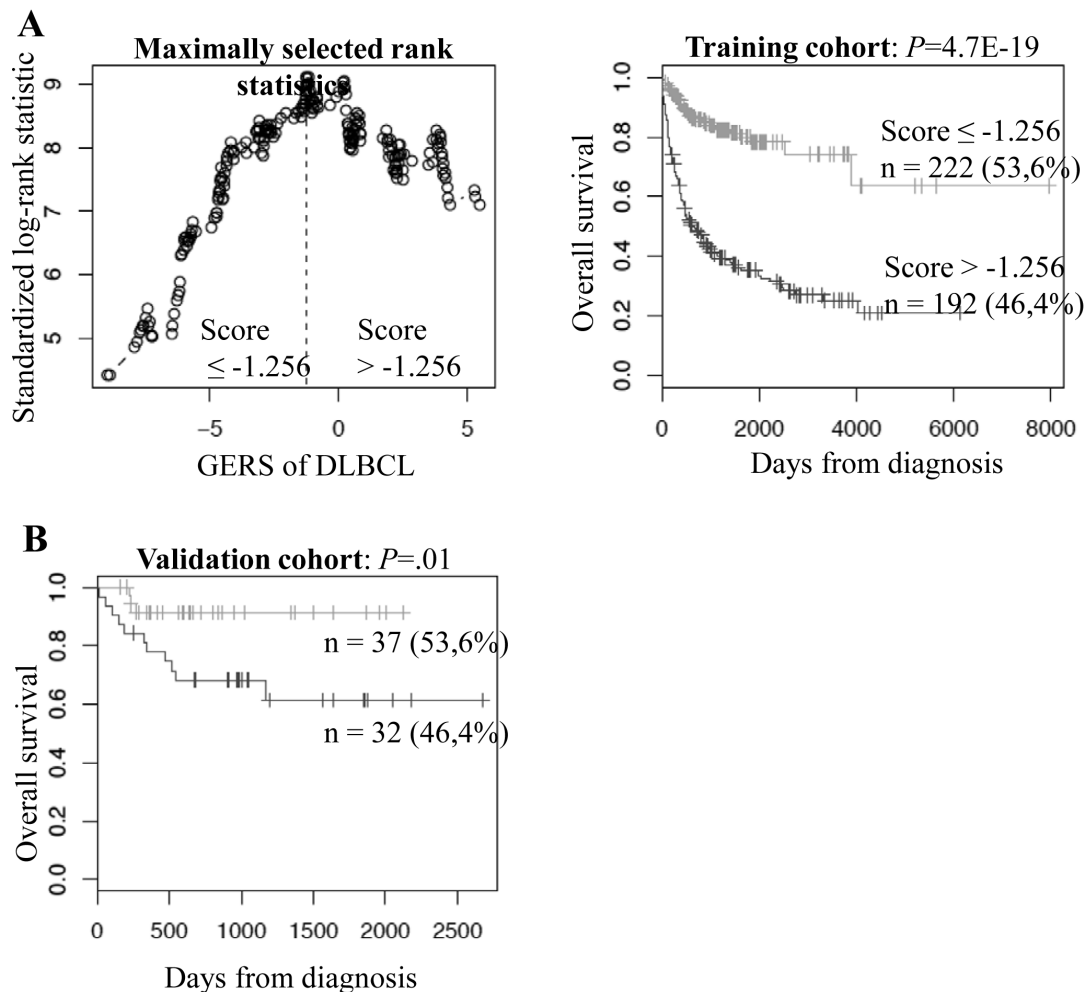 A
Maximally selected rank
statistics
Standardized log-rank statistic
9
8
7
6
5
Score
≤ -1.256
Score
> -1.256
−5
0
5
GERS of DLBCL
Training cohort: P=4.7E-19
Overall survival
1.0
0.8
0.6
0.4
0.2
0.0
Score ≤ -1.256
n = 222 (53,6%)
Score > -1.256
n = 192 (46,4%)
0
2000
4000
6000
8000
Days from diagnosis
B
Validation cohort: P=.01
Overall survival
1.0
0.8
0.6
0.4
0.2
0.0
n = 37 (53,6%)
n = 32 (46,4%)
0
500
1000
1500
2000
2500
Days from diagnosis